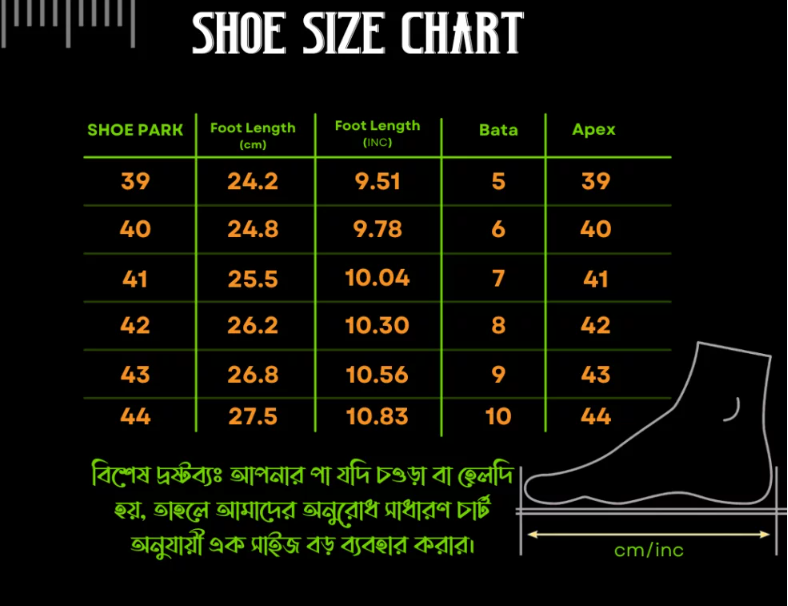 SHOE SIZE CHART
SHOE PARK Foot Length (cm) Foot Length (INC) Bata Apex
39 24.2 9.51 5 39
40 24.8 9.78 6 40
41 25.5 10.04 7 41
42 26.2 10.30 8 42
43 26.8 10.56 9 43
44 27.5 10.83 10 44
বিশেষ দ্রষ্টব্যঃ আপনার পা যদি চওড়া বা হেলদি
হয়, তাহলে আমাদের অনুরোধ সাধারণ চার্ট
অনুযায়ী এক সাইজ বড় ব্যবহার করার।
cm/inc